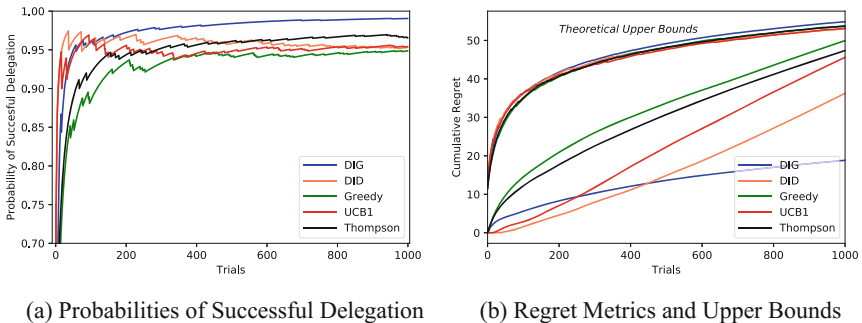 1.00
0.95
0.90
0.85
0.80
0.75
0.70
Probability of Succesful Delegation
0
200
400
600
800
1000
Trials
DIG
DID
Greedy
UCB1
Thompson
(a) Probabilities of Successful Delegation
Theoretical Upper Bounds
50
40
30
20
10
0
Cumulative Regret
0
200
400
600
800
1000
Trials
DIG
DID
Greedy
UCB1
Thompson
(b) Regret Metrics and Upper Bounds